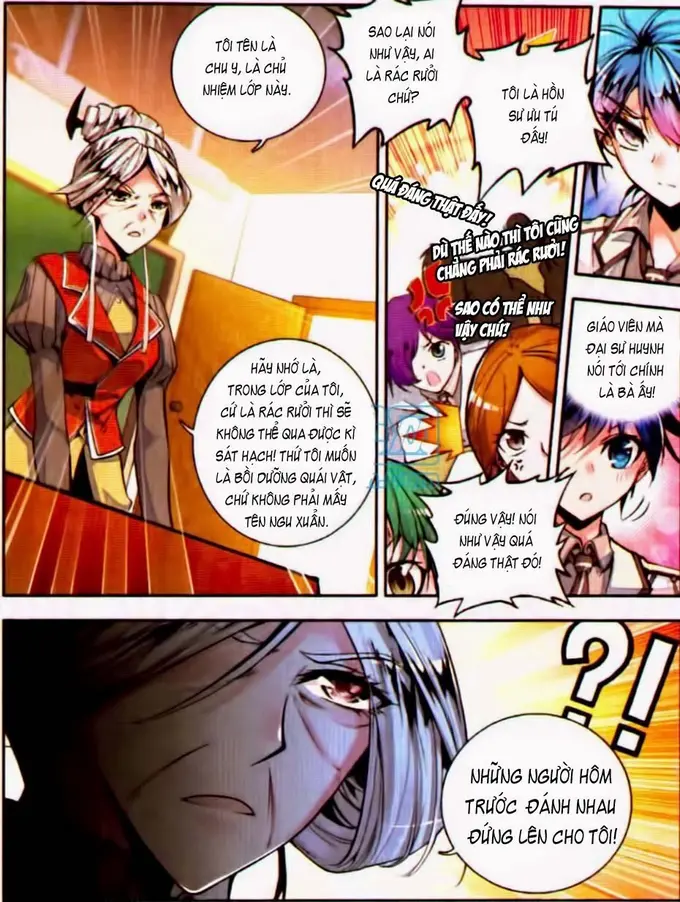 TÔI TÊN LÀ
CHU Y, LÀ CHỦ
NHIỆM LỚP NÀY.
SAO LẠI NÓI
NHƯ VẬY, AI
LÀ RÁC RƯỞI
CHỨ?
TÔI LÀ HỒN
SƯ ƯU TÚ
ĐẤY!
QUÁ ĐÁNG THẬT ĐẤY!
DÙ THẾ NÀO THÌ TÔI CŨNG
CHẲNG PHẢI RÁC RƯỞI!
SAO CÓ THỂ NHƯ
VẬY CHỨ!
GIÁO VIÊN MÀ
ĐẠI SƯ HUYNH
NÓI TỚI CHÍNH
LÀ BÀ ẤY!
HÃY NHỚ LÀ,
TRONG LỚP CỦA TÔI,
CỨ LÀ RÁC RƯỞI THÌ SẼ
KHÔNG THỂ QUA ĐƯỢC KÌ
SÁT HẠCH! THỨ TÔI MUỐN
LÀ BỒI DƯỠNG QUÁI VẬT,
CHỨ KHÔNG PHẢI MẤY
TÊN NGU XUẨN.
ĐÚNG VẬY! NÓI
NHƯ VẬY QUÁ
ĐÁNG THẬT ĐÓ!
?!
NHỮNG NGƯỜI HÔM
TRƯỚC ĐÁNH NHAU
ĐỨNG LÊN CHO TÔI!